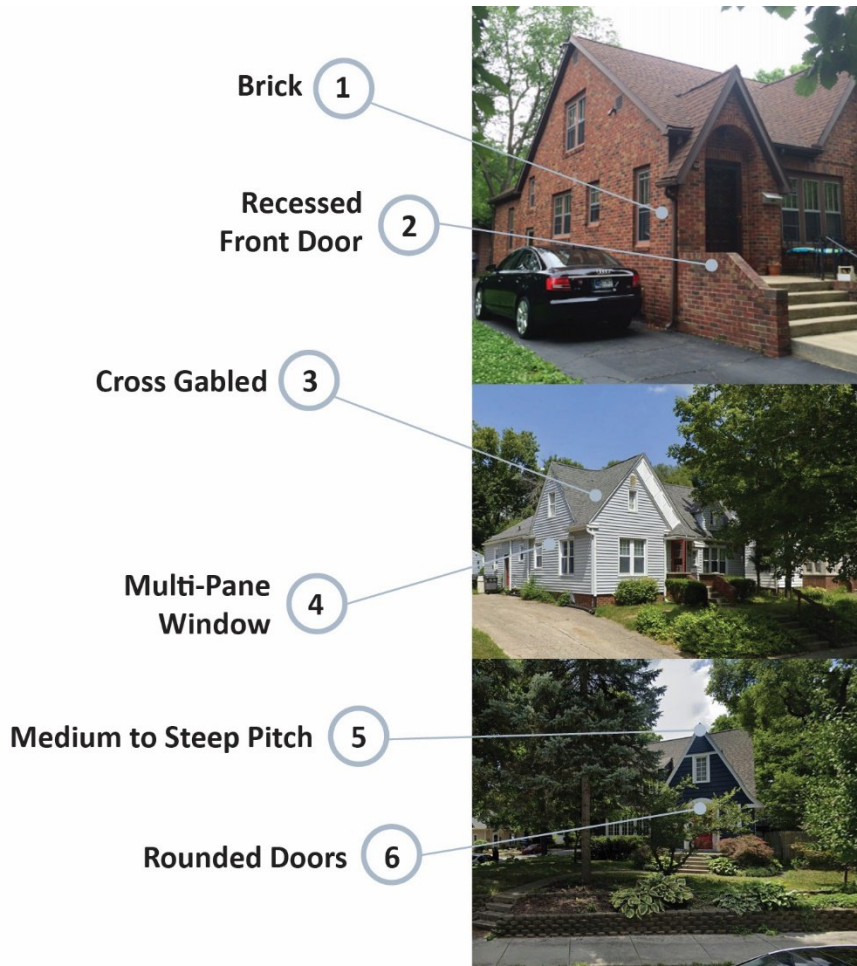 Brick 1
Recessed
Front Door 2
Cross Gabled 3
Multi-Pane
Window 4
Medium to Steep Pitch 5
Rounded Doors 6